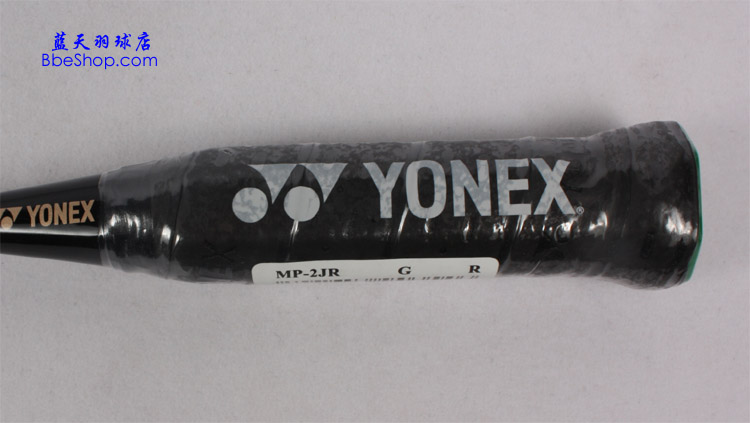 蓝天羽球店
BbeShop.com
YONEX
YONEX®
MP-2JR G R